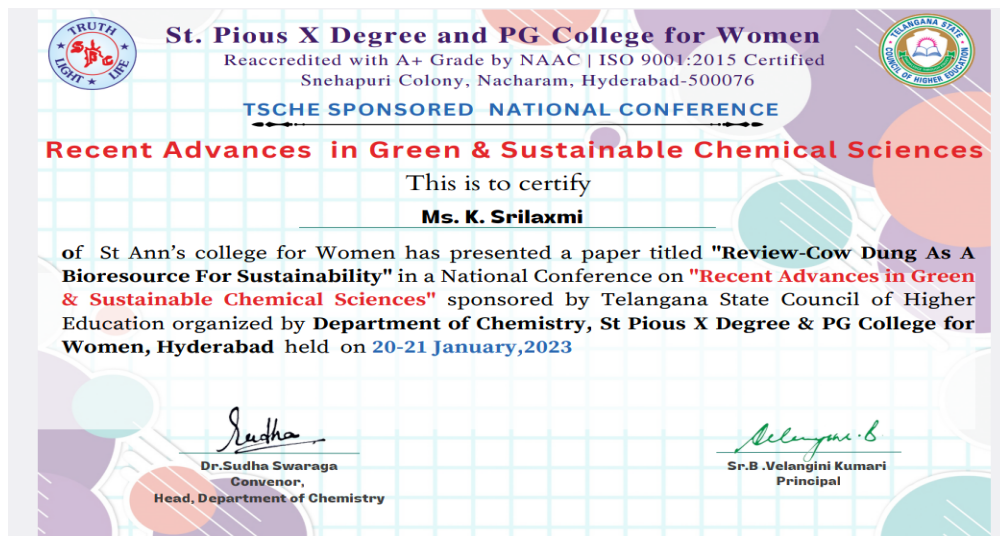 TRUTH
LIGHT
LIFE
TELANGANA STATE
COUNCIL OF HIGHER EDUCATION
St. Pious X Degree and PG College for Women
Reaccredited with A+ Grade by NAAC | ISO 9001:2015 Certified
Snehapuri Colony, Nacharam, Hyderabad-500076
TSCHE SPONSORED NATIONAL CONFERENCE
Recent Advances in Green & Sustainable Chemical Sciences
This is to certify
Ms. K. Srilaxmi
of St Ann's college for Women has presented a paper titled "Review-Cow Dung As A
Bioresource For Sustainability" in a National Conference on "Recent Advances in Green
& Sustainable Chemical Sciences" sponsored by Telangana State Council of Higher
Education organized by Department of Chemistry, St Pious X Degree & PG College for
Women, Hyderabad held on 20-21 January,2023
Sudha
Velangini .B
Dr.Sudha Swaraga
Convenor,
Head, Department of Chemistry
Sr.B .Velangini Kumari
Principal